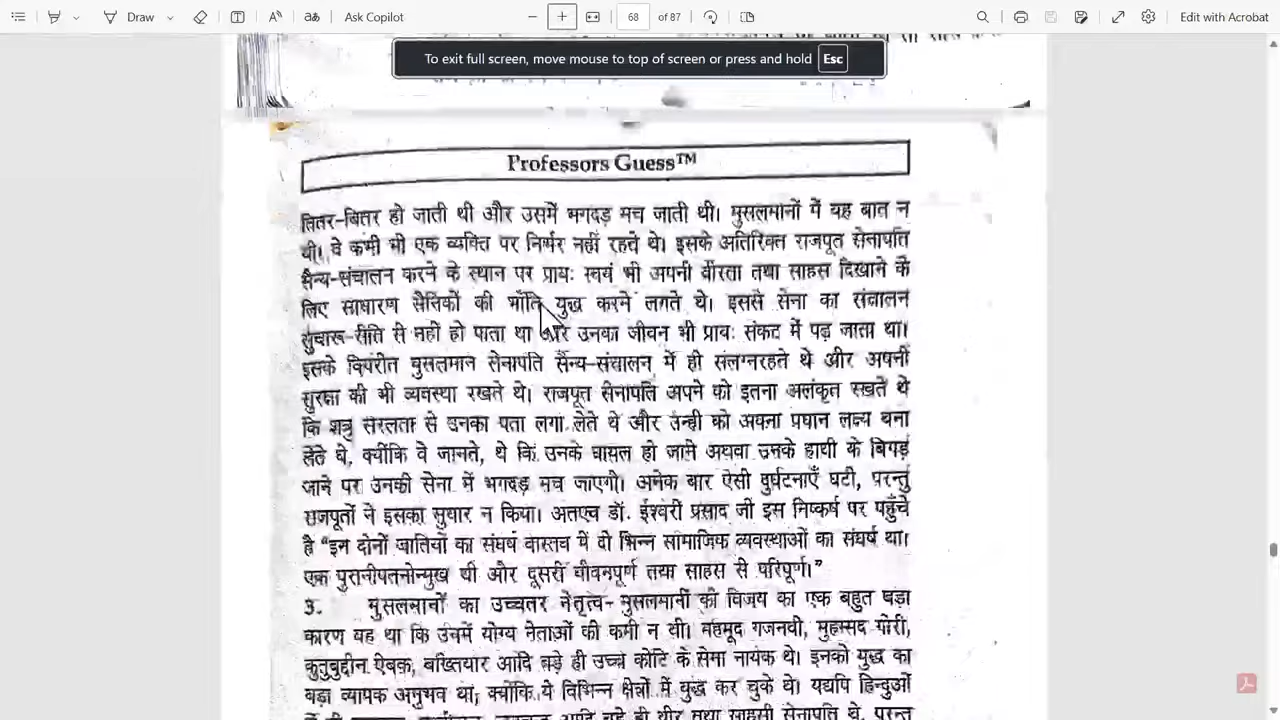 Draw
Ask Copilot
68 of 87
Edit with Acrobat
To exit full screen, move mouse to top of screen or press and hold Esc
Professors Guess™
तितर-बितर हो जाती थी और उसमें भगदड़ मच जाती थी। मुसलमानों में यह बात न
थी। वे कभी भी एक व्यक्ति पर निर्भर नहीं रहते थे। इसके अतिरिक्त राजपूत सेनापति
सैन्य-संचालन करने के स्थान पर प्रायः स्वयं भी अपनी वीरता तथा साहस दिखाने के
लिए साधारण सैनिकों की भाँति युद्ध करने लगते थे। इससे सेना का संचालन
सुचारू-रीति से नहीं हो पाता था और उनका जीवन भी प्रायः संकट में पड़ जाता था।
इसके विपरीत मुसलमान सेनापति सैन्य-संचालन में ही संलग्नरहते थे और अपनी
सुरक्षा की भी व्यवस्था रखते थे। राजपूत सेनापति अपने को इतना अलंकृत रखते थे
कि शत्रु सरलता से उनका पता लगा लेते थे और उन्ही को अपना प्रधान लक्ष्य बना
लेते थे, क्योंकि वे जानते, थे कि उनके घायल हो जाने अथवा उनके हाथी के बिगड़
जाने पर उनकी सेना में भगदड़ मच जाएगी। अनेक बार ऐसी दुर्घटनाएँ घटी, परन्तु
राजपूतों ने इसका सुधार न किया। अतएव डॉ. ईश्वरी प्रसाद जी इस निष्कर्ष पर पहुँचे
है "इन दोनों जातियों का संघर्ष वास्तव में दो भिन्न सामाजिक व्यवस्थाओं का संघर्ष था।
एक पुरानीपतनोन्मुख थी और दूसरी जीवनपूर्ण तथा साहस से परिपूर्ण।"
3. मुसलमानों का उच्चतर नेतृत्व- मुसलमानों की विजय का एक बहुत बड़ा
कारण यह था कि उनमें योग्य नेताओं की कमी न थी। महमूद गजनवी, मुहम्मद गोरी,
कुतुबुद्दीन ऐबक, बख्तियार आदि बड़े ही उच्च कोटि के सेना नायक थे। इनको युद्ध का
बड़ा व्यापक अनुभव था, क्योंकि ये विभिन्न क्षेत्रों में युद्ध कर चुके थे। यद्यपि हिन्दुओं
आदि बड़े ही वीर तथा साहसी सेनापति थे, परन्तु